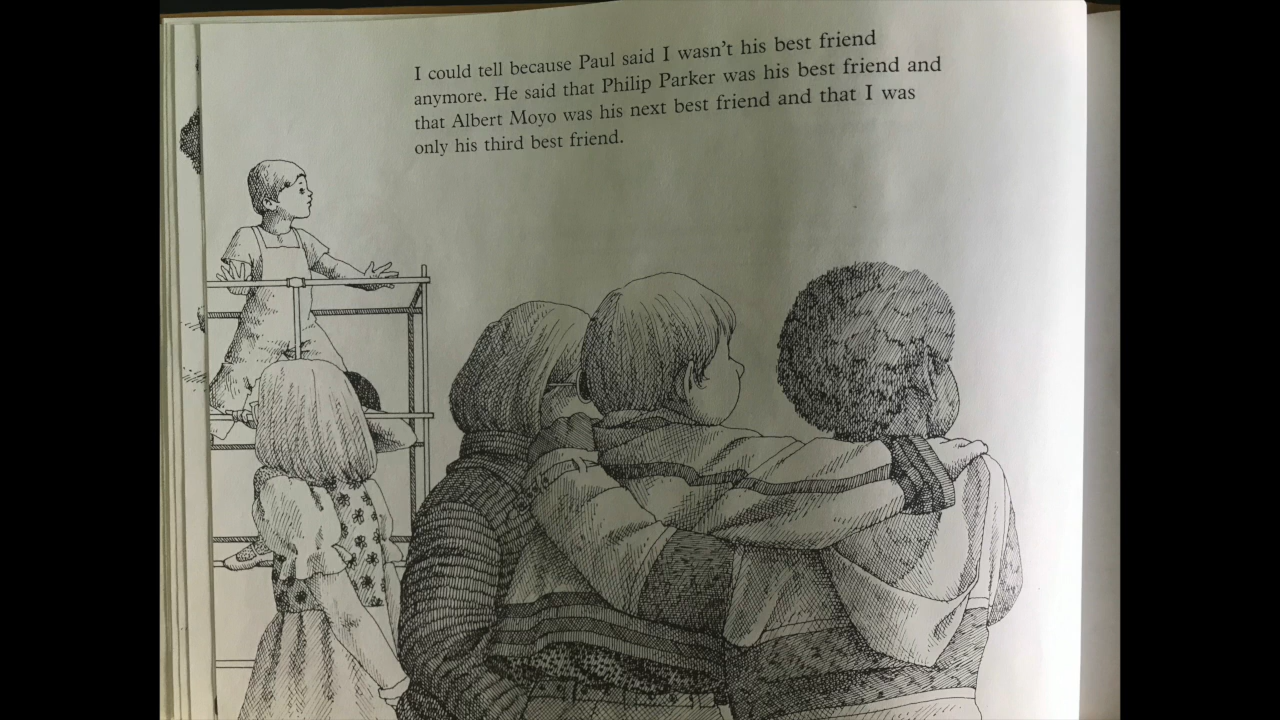 I could tell because Paul said I wasn't his best friend
anymore. He said that Philip Parker was his best friend and
that Albert Moyo was his next best friend and that I was
only his third best friend.